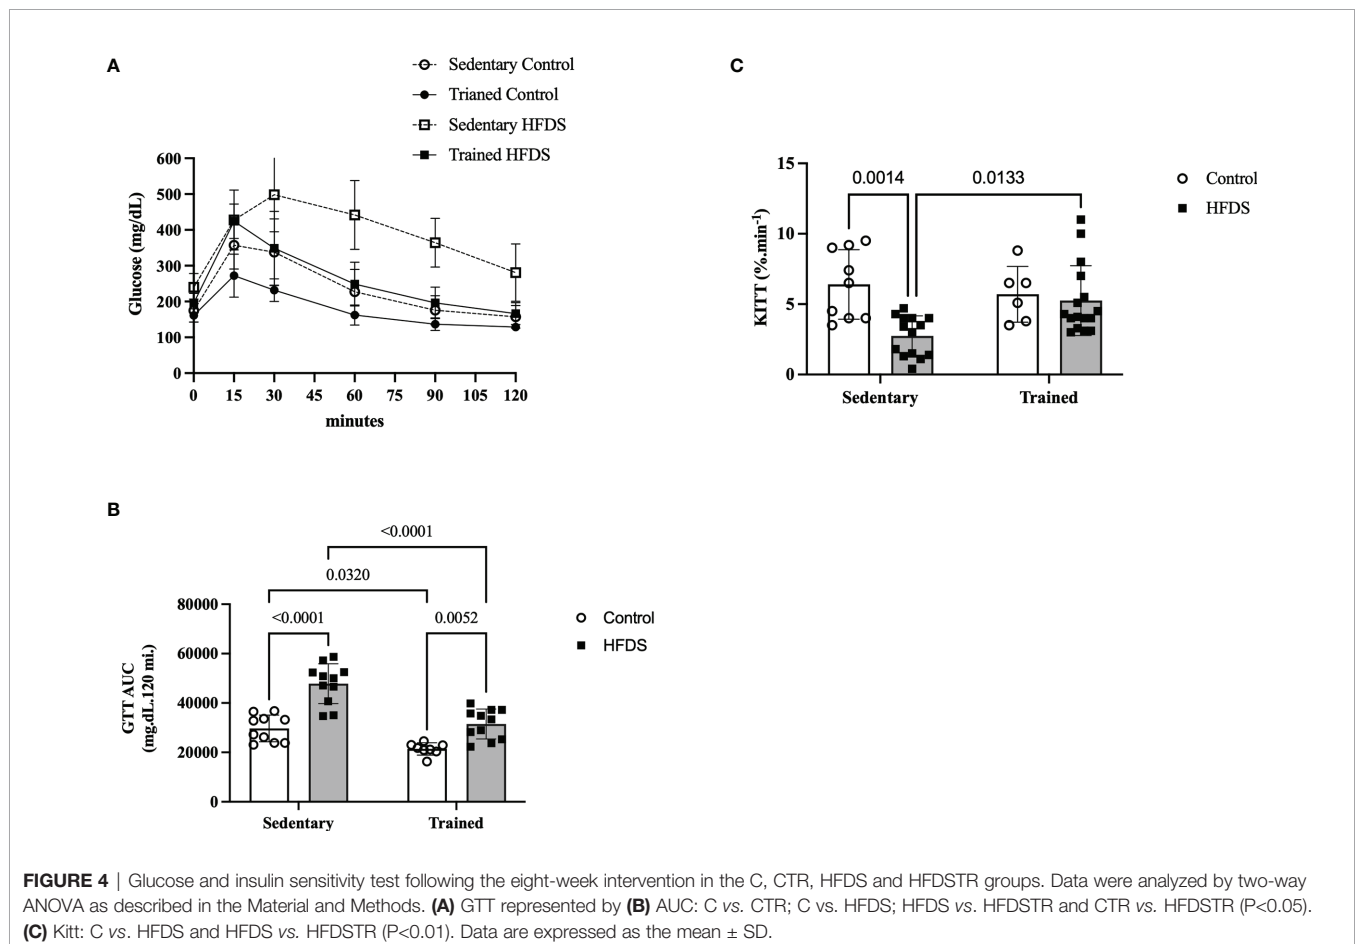 A
Sedentary Control
Trianed Control
Sedentary HFDS
Trained HFDS
Glucose (mg/dL)
600
500
400
300
200
100
0
0 15 30 45 60 75 90 105 120
minutes
C
KITT (%.min⁻¹)
15
10
5
0
0.0014 0.0133
Control
HFDS
Sedentary Trained
B
<0.0001
0.0320
<0.0001 0.0052
GTT AUC
(mg.dL.120 mi.)
80000
60000
40000
20000
0
Control
HFDS
Sedentary Trained
FIGURE 4 | Glucose and insulin sensitivity test following the eight-week intervention in the C, CTR, HFDS and HFDSTR groups. Data were analyzed by two-way
ANOVA as described in the Material and Methods. (A) GTT represented by (B) AUC: C vs. CTR; C vs. HFDS; HFDS vs. HFDSTR and CTR vs. HFDSTR (P<0.05).
(C) Kitt: C vs. HFDS and HFDS vs. HFDSTR (P<0.01). Data are expressed as the mean ± SD.